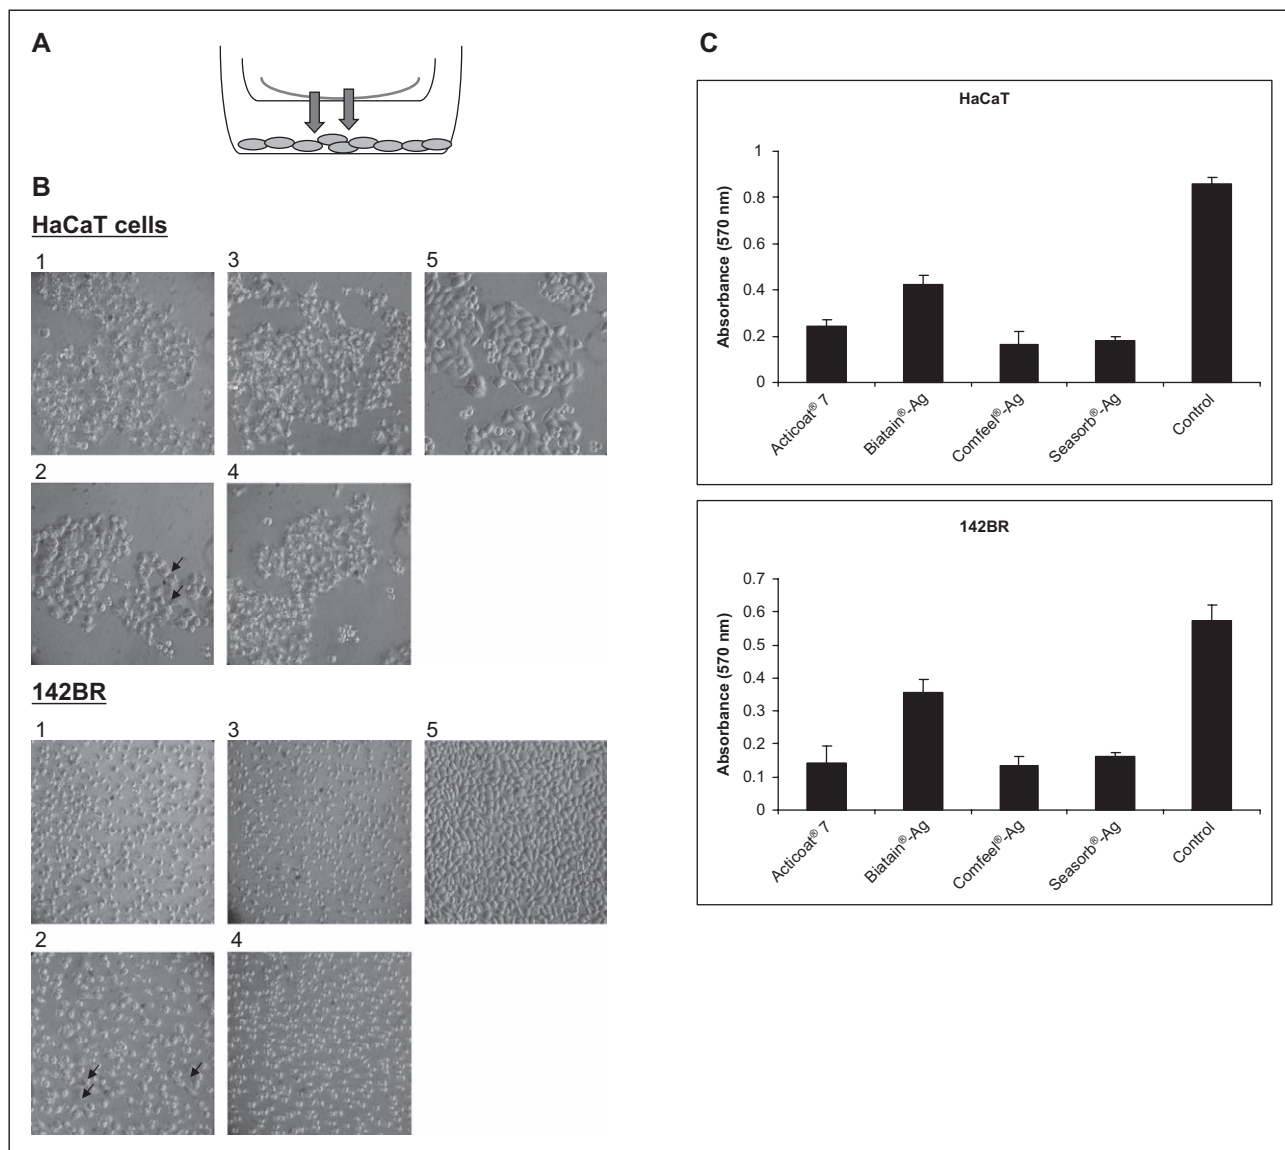 A
B
HaCaT cells
1
3
5
2
4
142BR
1
3
5
2
4
C
HaCaT
Absorbance (570 nm)
1
0.8
0.6
0.4
0.2
0
Acticoat® 7
Biatain®-Ag
Comfeel®-Ag
Seasorb®-Ag
Control
142BR
Absorbance (570 nm)
0.7
0.6
0.5
0.4
0.3
0.2
0.1
0
Acticoat® 7
Biatain®-Ag
Comfeel®-Ag
Seasorb®-Ag
Control